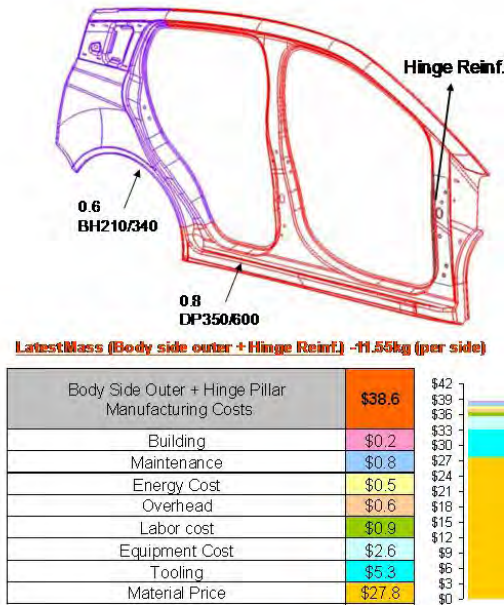 Hinge Reinf.
0.6
BH210/340
0.8
DP350/600
Latest Mass (Body side outer + Hinge Reinf.) -11.55kg (per side)
Body Side Outer + Hinge Pillar
Manufacturing Costs
$38.6
Building $0.2
Maintenance $0.8
Energy Cost $0.5
Overhead $0.6
Labor cost $0.9
Equipment Cost $2.6
Tooling $5.3
Material Price $27.8
$42
$39
$36
$33
$30
$27
$24
$21
$18
$15
$12
$9
$6
$3
$0